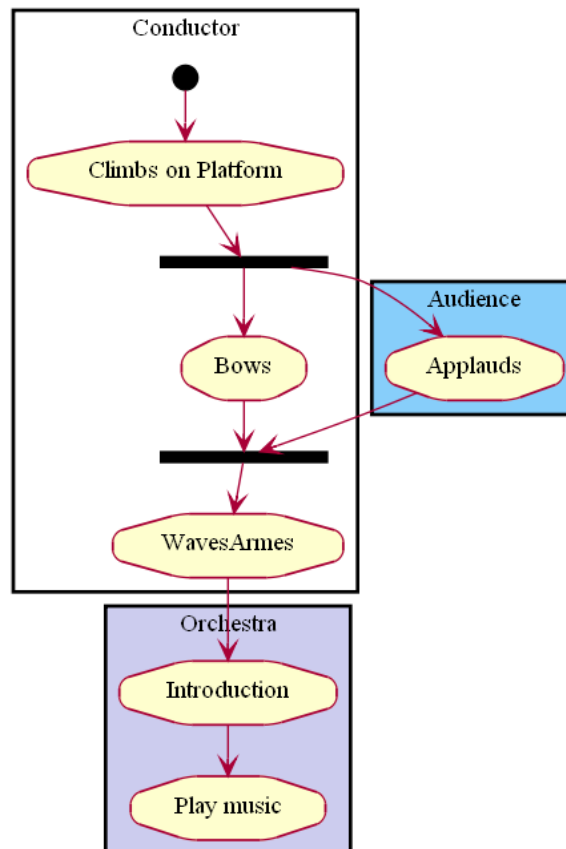 Conductor
Climbs on Platform
Audience
Bows
Applauds
WavesArmes
Orchestra
Introduction
Play music